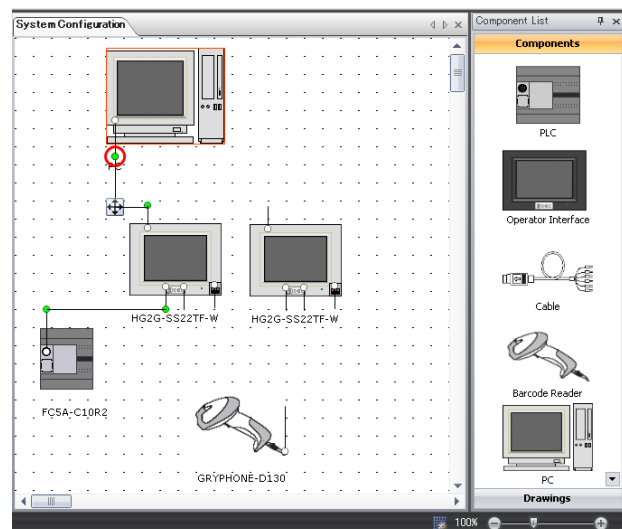 System Configuration
Component List
Components
PLC
Operator Interface
Cable
Barcode Reader
PC
Drawings
HG2G-SS22TF-W
HG2G-SS22TF-W
FC5A-C10R2
GRYPHONE-D130
100%